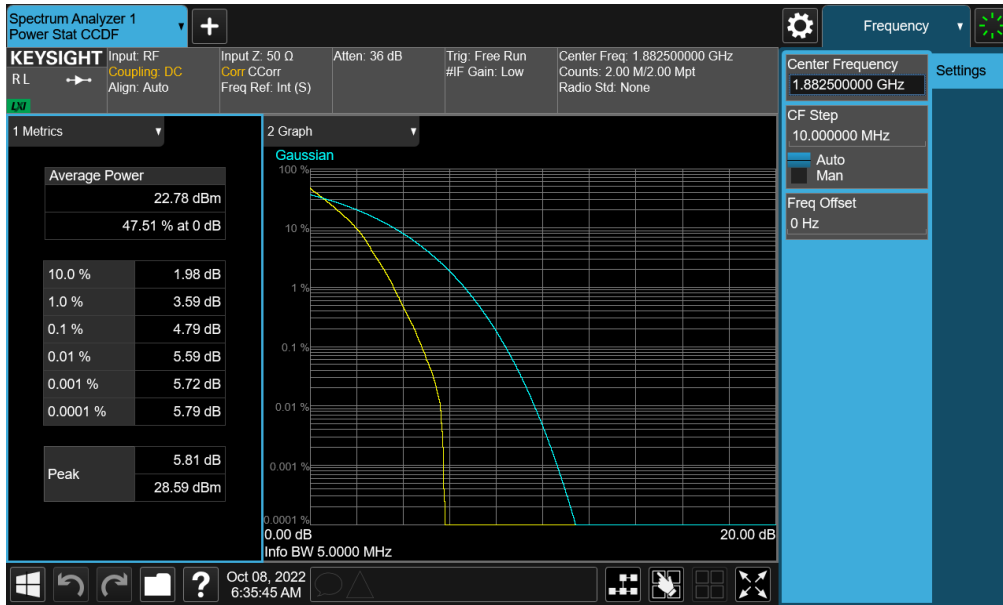 Spectrum Analyzer 1
Power Stat CCDF
+
Frequency
KEYSIGHT
RL
LXI
Input: RF
Coupling: DC
Align: Auto
Input Z: 50 Ω
Corr CCorr
Freq Ref: Int (S)
Atten: 36 dB
Trig: Free Run
#IF Gain: Low
Center Freq: 1.882500000 GHz
Counts: 2.00 M/2.00 Mpt
Radio Std: None
Center Frequency
1.882500000 GHz
Settings
CF Step
10.000000 MHz
Auto
Man
Freq Offset
0 Hz
1 Metrics
Average Power
22.78 dBm
47.51 % at 0 dB
10.0 % 1.98 dB
1.0 % 3.59 dB
0.1 % 4.79 dB
0.01 % 5.59 dB
0.001 % 5.72 dB
0.0001 % 5.79 dB
Peak 5.81 dB
28.59 dBm
2 Graph
Gaussian
100 %
10 %
1 %
0.1 %
0.01 %
0.001 %
0.0001 %
0.00 dB 20.00 dB
Info BW 5.0000 MHz
?
Oct 08, 2022
6:35:45 AM